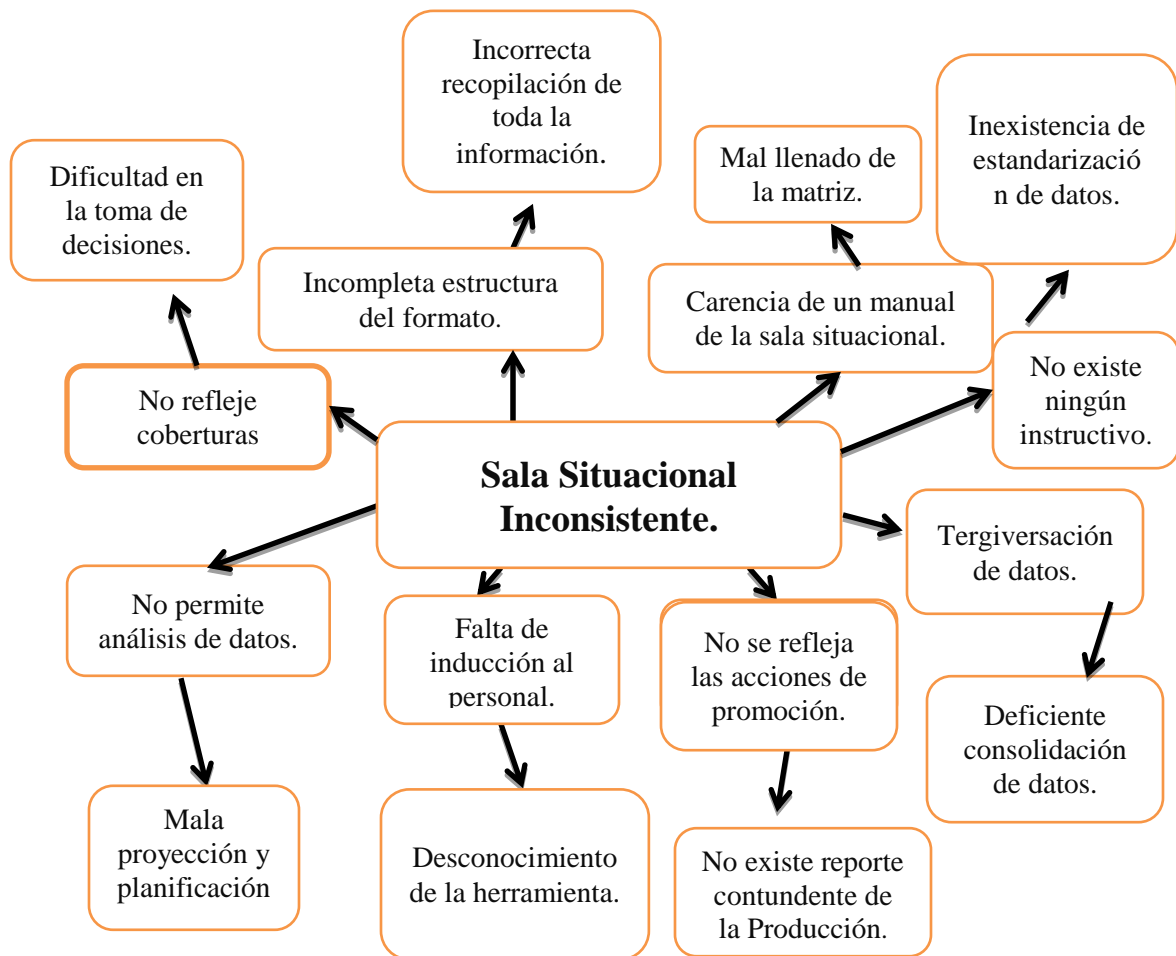 Incorrecta
recopilación de
toda la
información.
Inexistencia de
estandarizació
n de datos.
Mal llenado de
la matriz.
Dificultad en
la toma de
decisiones.
Incompleta estructura
del formato.
Carencia de un manual
de la sala situacional.
No existe
ningún
instructivo.
No refleje
coberturas
Sala Situacional
Inconsistente.
Tergiversación
de datos.
No permite
análisis de datos.
Falta de
inducción al
personal.
No se refleja
las acciones de
promoción.
Deficiente
consolidación
de datos.
Mala
proyección y
planificación
Desconocimiento
de la herramienta.
No existe reporte
contundente de
la Producción.